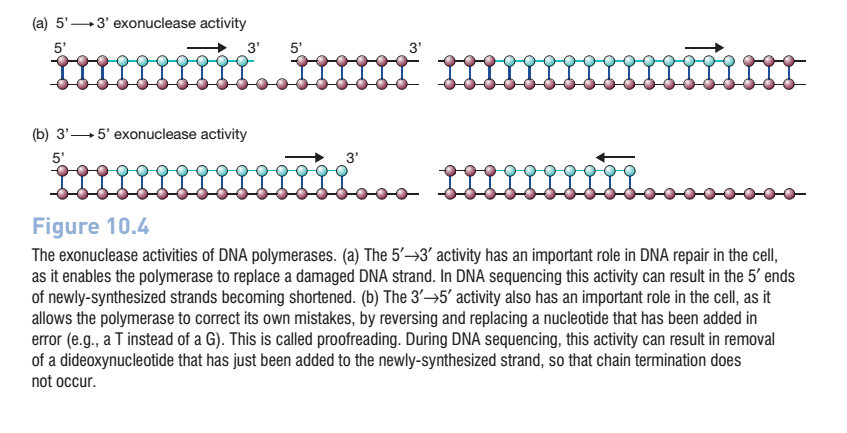 (a) 5’ → 3’ exonuclease activity
5’ 3’ 5’ 3’
(b) 3’ → 5’ exonuclease activity
5’ 3’
Figure 10.4
The exonuclease activities of DNA polymerases. (a) The 5′→3′ activity has an important role in DNA repair in the cell,
as it enables the polymerase to replace a damaged DNA strand. In DNA sequencing this activity can result in the 5′ ends
of newly-synthesized strands becoming shortened. (b) The 3′→5′ activity also has an important role in the cell, as it
allows the polymerase to correct its own mistakes, by reversing and replacing a nucleotide that has been added in
error (e.g., a T instead of a G). This is called proofreading. During DNA sequencing, this activity can result in removal
of a dideoxynucleotide that has just been added to the newly-synthesized strand, so that chain termination does
not occur.